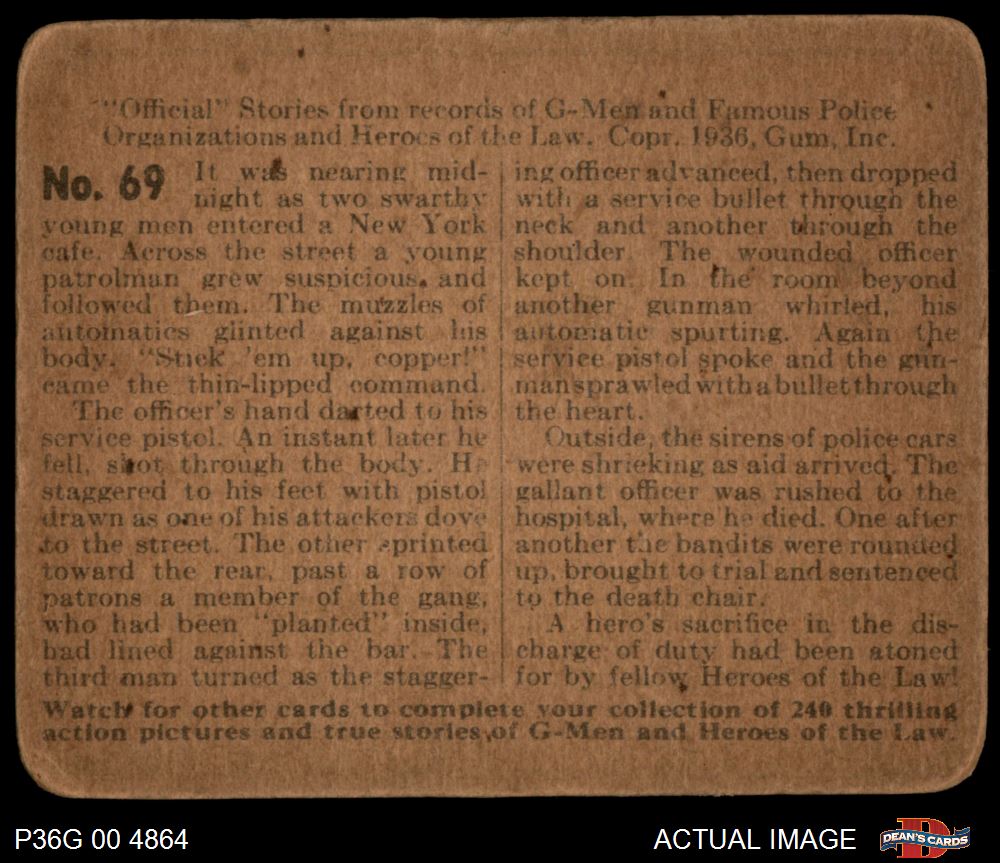 "Official" Stories from records of G-Men and Famous Police
Organizations and Heroes of the Law. Copr. 1936, Gum, Inc.
No. 69
It was nearing mid-
night as two swarthy
young men entered a New York
cafe. Across the street a young
patrolman grew suspicious, and
followed them. The muzzles of
automatics glinted against his
body. "Stick 'em up, copper!"
came the thin-lipped command.
The officer's hand darted to his
service pistol. An instant later he
fell, shot through the body. He
staggered to his feet with pistol
drawn as one of his attackers dove
to the street. The other sprinted
toward the rear, past a row of
patrons a member of the gang,
who had been "planted" inside,
had lined against the bar. The
third man turned as the stagger-
ing officer advanced, then dropped
with a service bullet through the
neck and another through the
shoulder. The wounded officer
kept on. In the room beyond
another gunman whirled, his
automatic spurting. Again the
service pistol spoke and the gun-
man sprawled with a bullet through
the heart.
Outside, the sirens of police cars
were shrieking as aid arrived. The
gallant officer was rushed to the
hospital, where he died. One after
another the bandits were rounded
up, brought to trial and sentenced
to the death chair.
A hero's sacrifice in the dis-
charge of duty had been atoned
for by fellow Heroes of the Law!
Watch for other cards to complete your collection of 240 thrilling
action pictures and true stories of G-Men and Heroes of the Law.
P36G 00 4864
ACTUAL IMAGE
D
DEAN'S CARDS